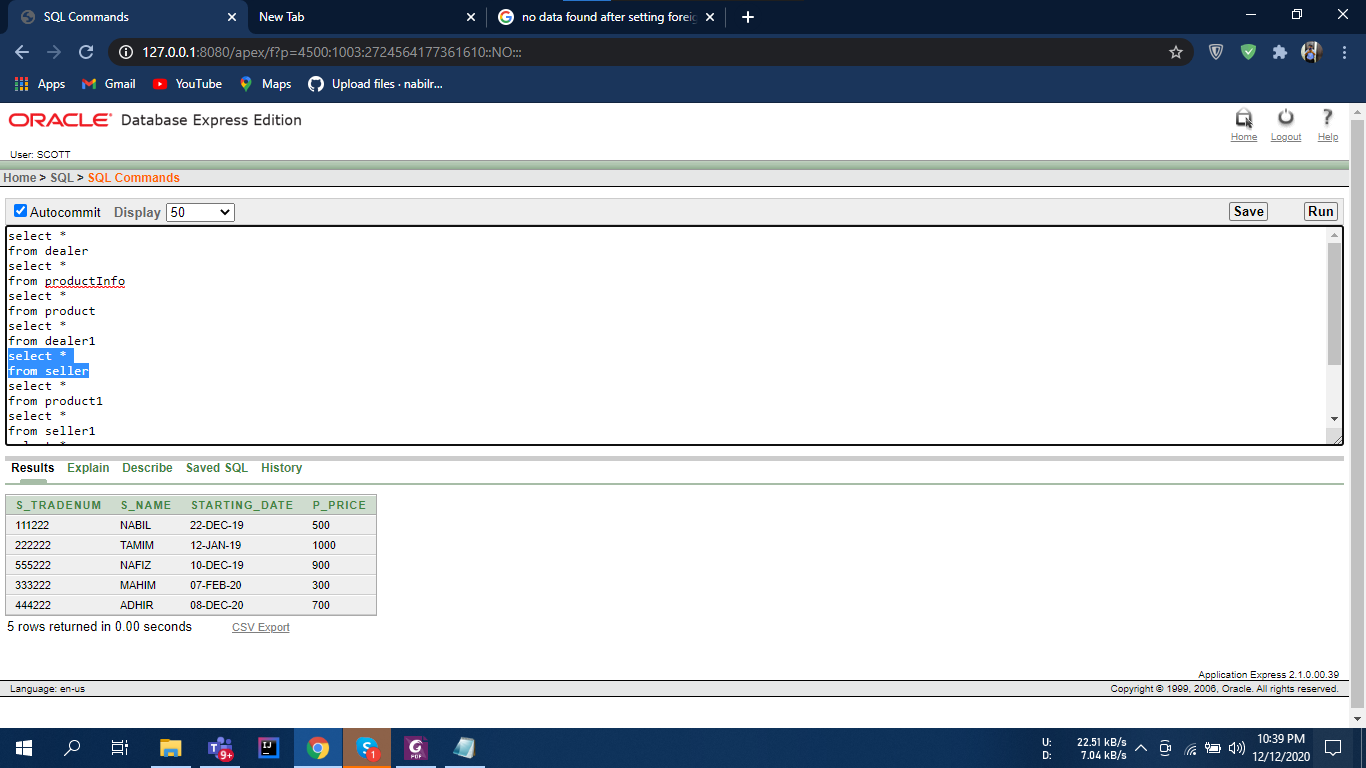 SQL Commands
New Tab
no data found after setting foreig
127.0.0.1:8080/apex/f?p=4500:1003:2724564177361610::NO:::
Apps Gmail YouTube Maps Upload files · nabilr...
ORACLE Database Express Edition
Home Logout Help
User: SCOTT
Home > SQL > SQL Commands
Autocommit Display 50 Save Run
select *
from dealer
select *
from productInfo
select *
from product
select *
from dealer1
select *
from seller
select *
from product1
select *
from seller1
Results Explain Describe Saved SQL History
S_TRADENUM S_NAME STARTING_DATE P_PRICE
111222 NABIL 22-DEC-19 500
222222 TAMIM 12-JAN-19 1000
555222 NAFIZ 10-DEC-19 900
333222 MAHIM 07-FEB-20 300
444222 ADHIR 08-DEC-20 700
5 rows returned in 0.00 seconds CSV Export
Application Express 2.1.0.00.39
Language: en-us Copyright © 1999, 2006, Oracle. All rights reserved.
9+
IJ
1
PDF
U: 22.51 kB/s
D: 7.04 kB/s
10:39 PM
12/12/2020